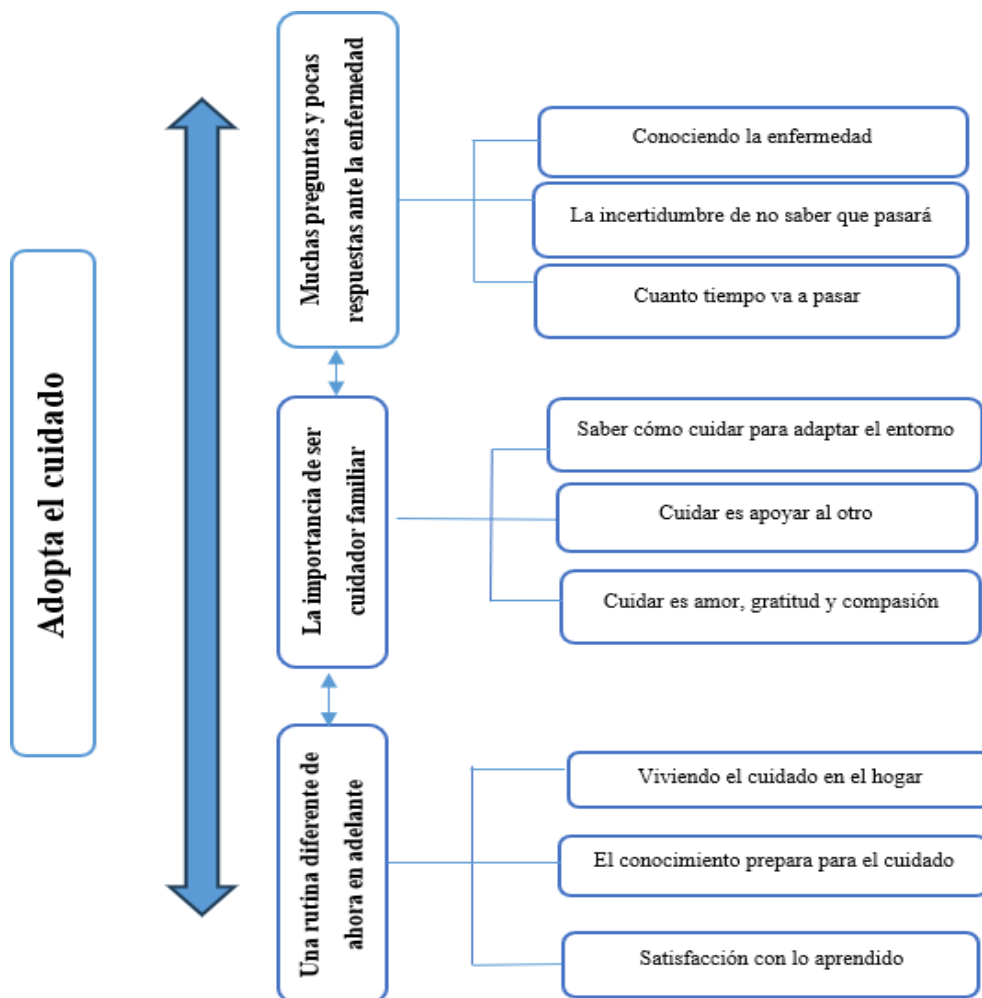 Adopta el cuidado
Muchas preguntas y pocas
respuestas ante la enfermedad
Conociendo la enfermedad
La incertidumbre de no saber que pasará
Cuanto tiempo va a pasar
La importancia de ser
cuidador familiar
Saber cómo cuidar para adaptar el entorno
Cuidar es apoyar al otro
Cuidar es amor, gratitud y compasión
Una rutina diferente de
ahora en adelante
Viviendo el cuidado en el hogar
El conocimiento prepara para el cuidado
Satisfacción con lo aprendido